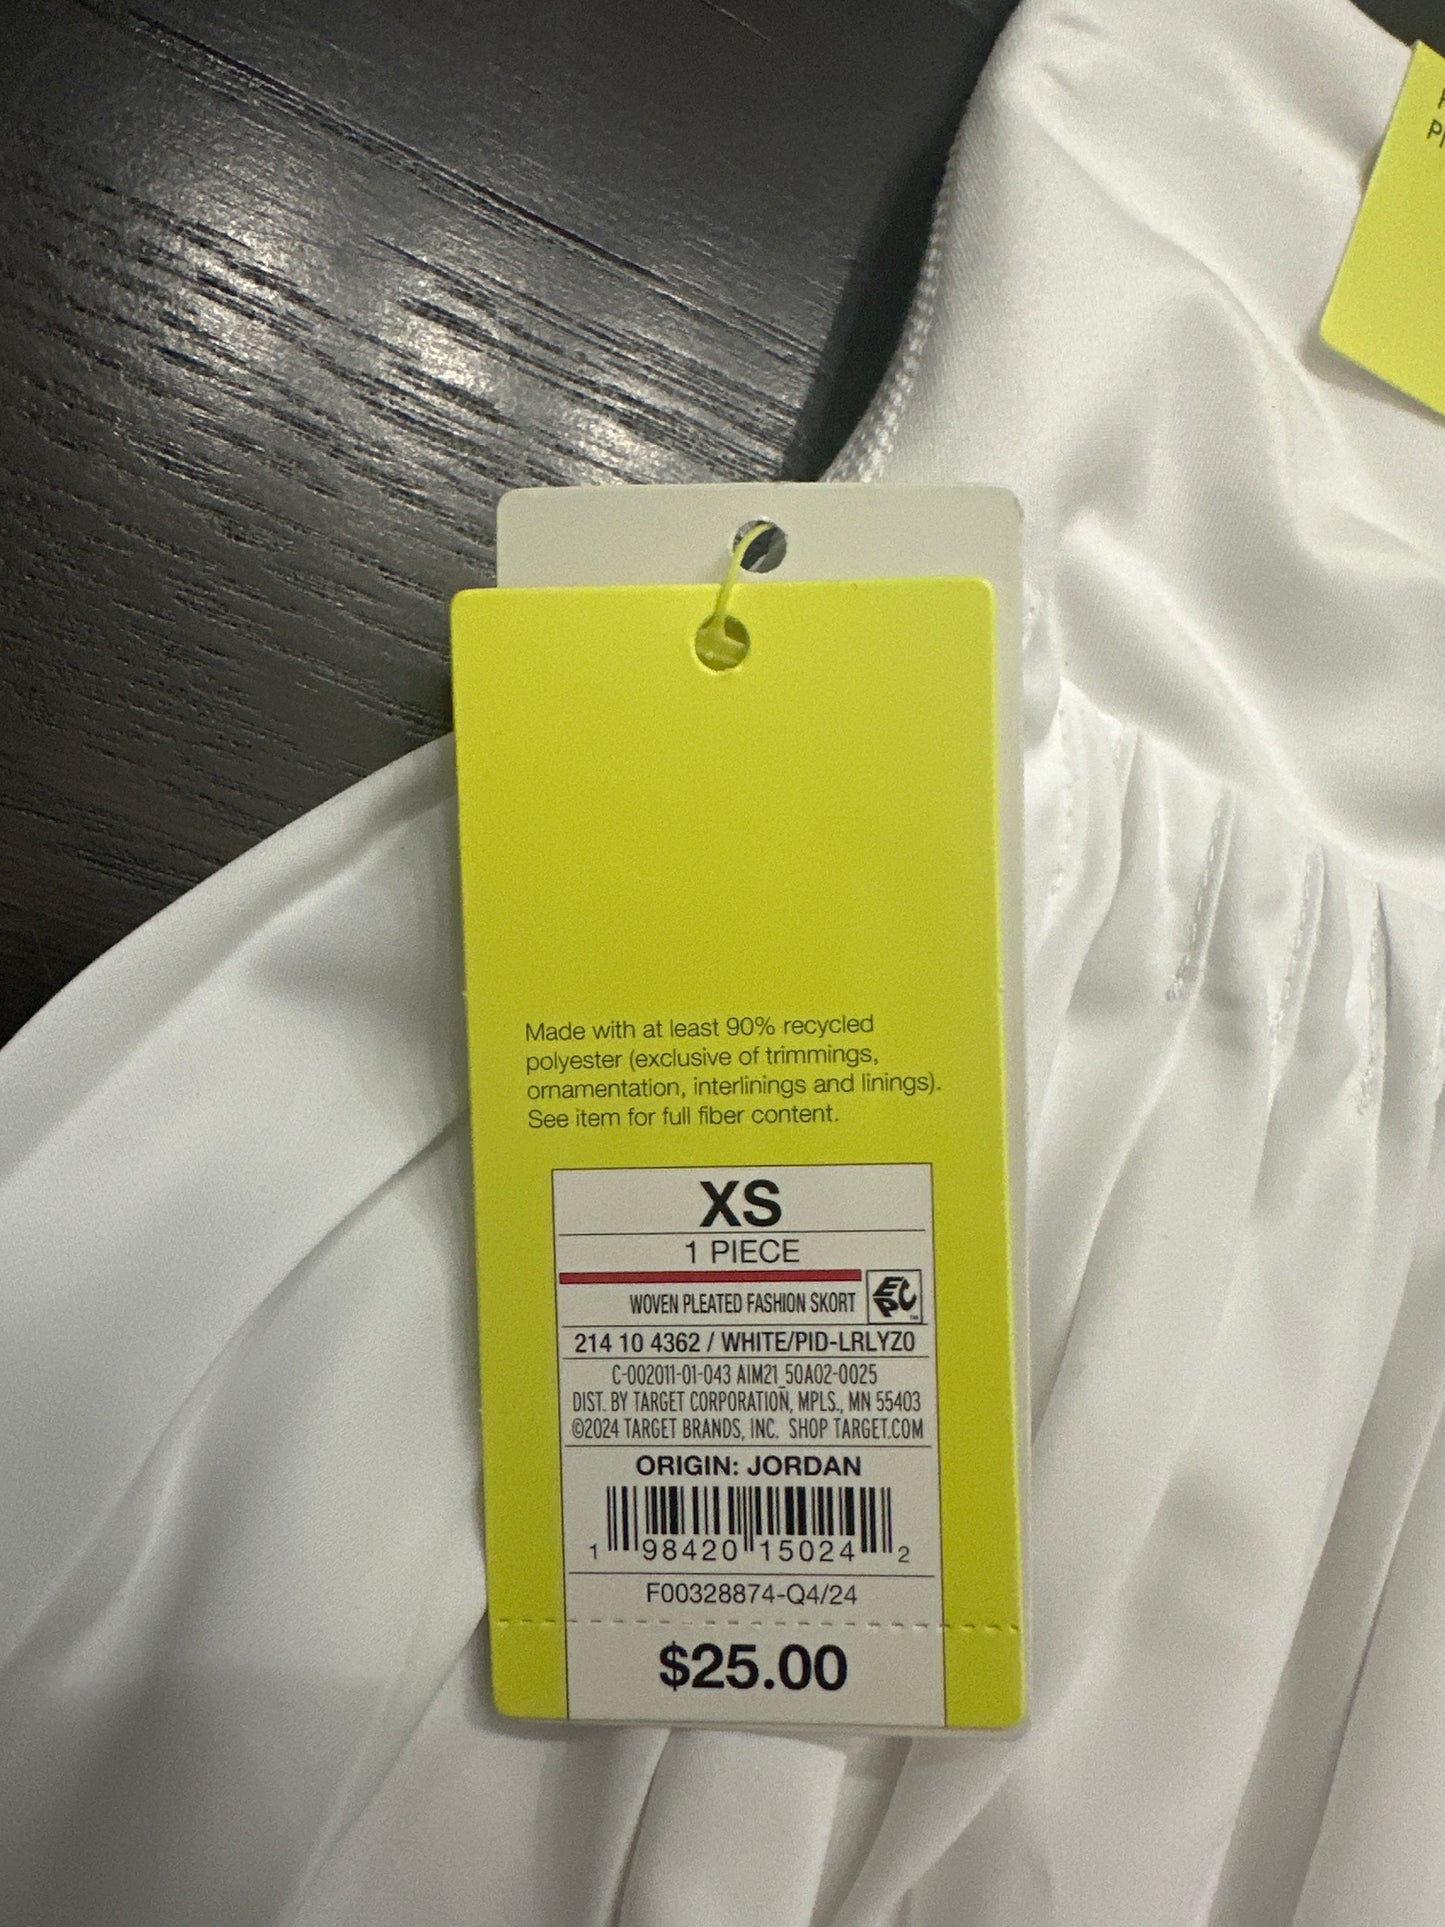 Made with at least 90% recycled
polyester (exclusive of trimmings,
ornamentation, interlinings and linings).
See item for full fiber content.
XS
1 PIECE
WOVEN PLEATED FASHION SKORT
EPC™
214 10 4362 / WHITE/PID-LRLYZ0
C-002011-01-043 AIM21_50A02-0025
DIST. BY TARGET CORPORATION, MPLS., MN 55403
©2024 TARGET BRANDS, INC. SHOP TARGET.COM
ORIGIN: JORDAN
1 98420 15024 2
F00328874-Q4/24
$25.00